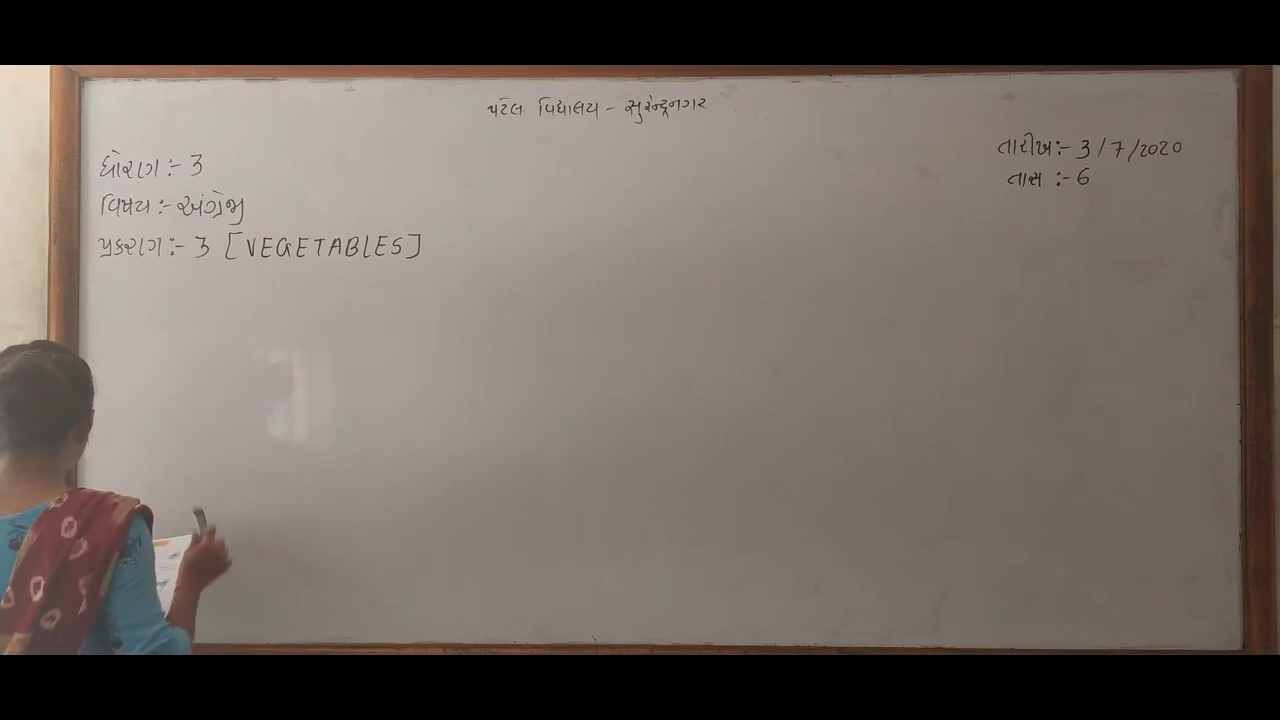 પટેલ વિદ્યાલય - સુરેન્દ્રનગર
તારીખ :- 3/7/2020
તાસ :- 6
ધોરણ :- 3
વિષય :- અંગ્રેજી
પ્રકરણ :- 3 [VEGETABLES]